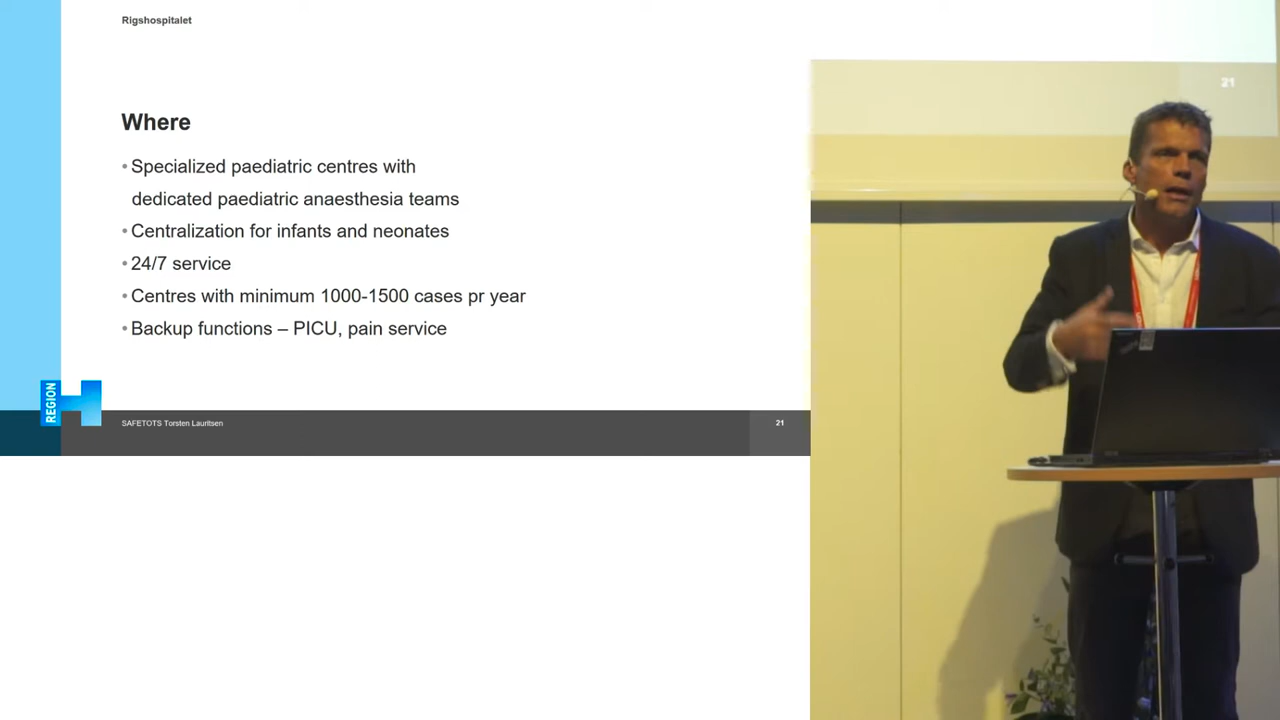 Rigshospitalet
21
Where
•Specialized paediatric centres with
dedicated paediatric anaesthesia teams
•Centralization for infants and neonates
•24/7 service
•Centres with minimum 1000-1500 cases pr year
•Backup functions – PICU, pain service
REGION
H
SAFETOTS Torsten Lauritsen
21